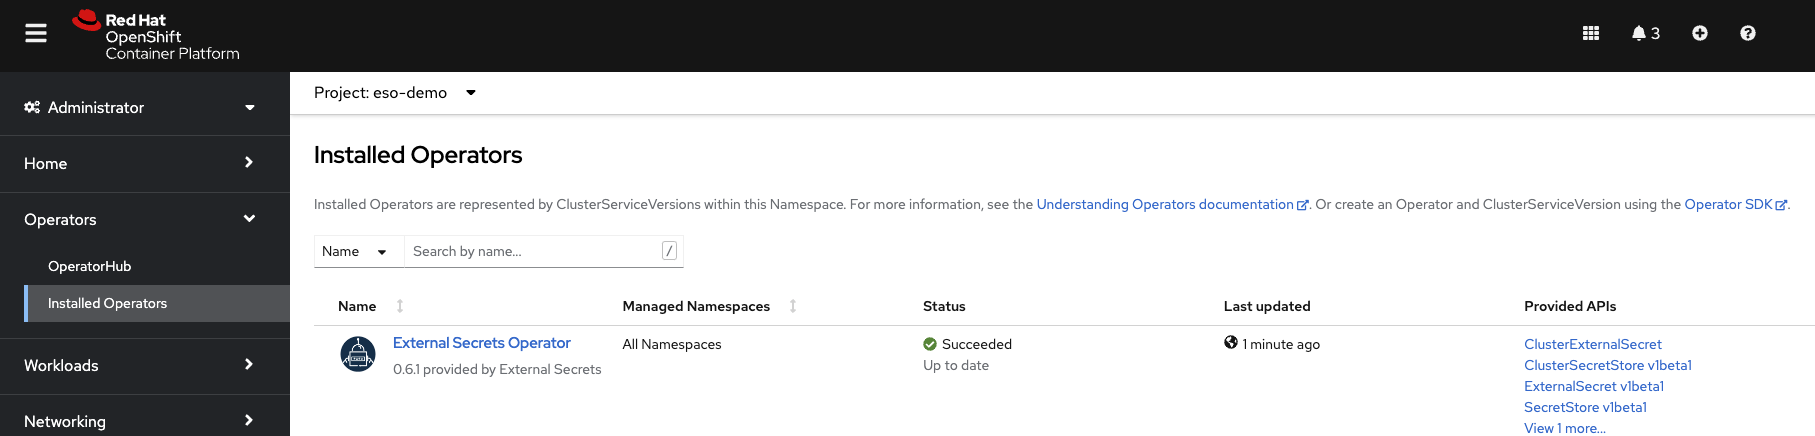 Red Hat
OpenShift
Container Platform
3
Administrator
Home
Operators
OperatorHub
Installed Operators
Workloads
Networking
Project: eso-demo
Installed Operators
Installed Operators are represented by ClusterServiceVersions within this Namespace. For more information, see the Understanding Operators documentation. Or create an Operator and ClusterServiceVersion using the Operator SDK.
Name Search by name... /
Name Managed Namespaces Status Last updated Provided APIs
External Secrets Operator All Namespaces Succeeded 1 minute ago ClusterExternalSecret
0.6.1 provided by External Secrets Up to date ClusterSecretStore v1beta1
ExternalSecret v1beta1
SecretStore v1beta1
View 1 more...